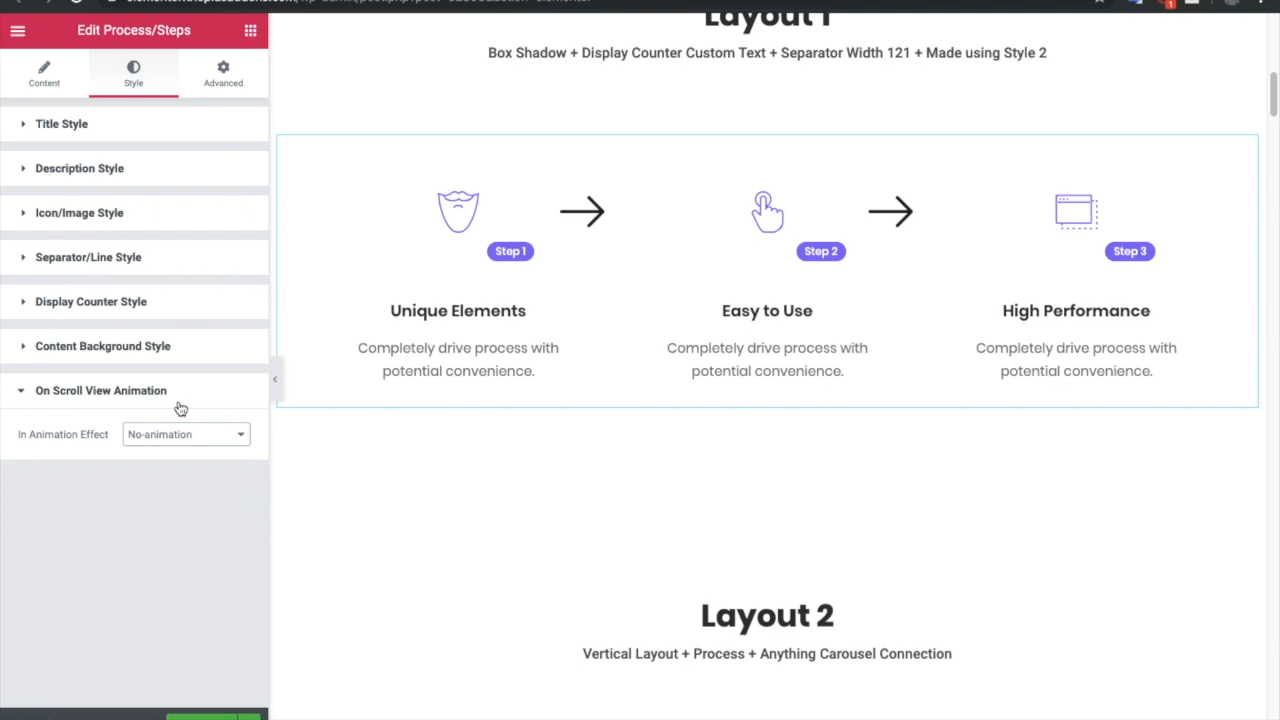 Edit Process/Steps
Content
Style
Advanced
Title Style
Description Style
Icon/Image Style
Separator/Line Style
Display Counter Style
Content Background Style
On Scroll View Animation
In Animation Effect
No-animation
Layout 1
Box Shadow + Display Counter Custom Text + Separator Width 121 + Made using Style 2
Step 1
Step 2
Step 3
Unique Elements
Easy to Use
High Performance
Completely drive process with
potential convenience.
Completely drive process with
potential convenience.
Completely drive process with
potential convenience.
Layout 2
Vertical Layout + Process + Anything Carousel Connection